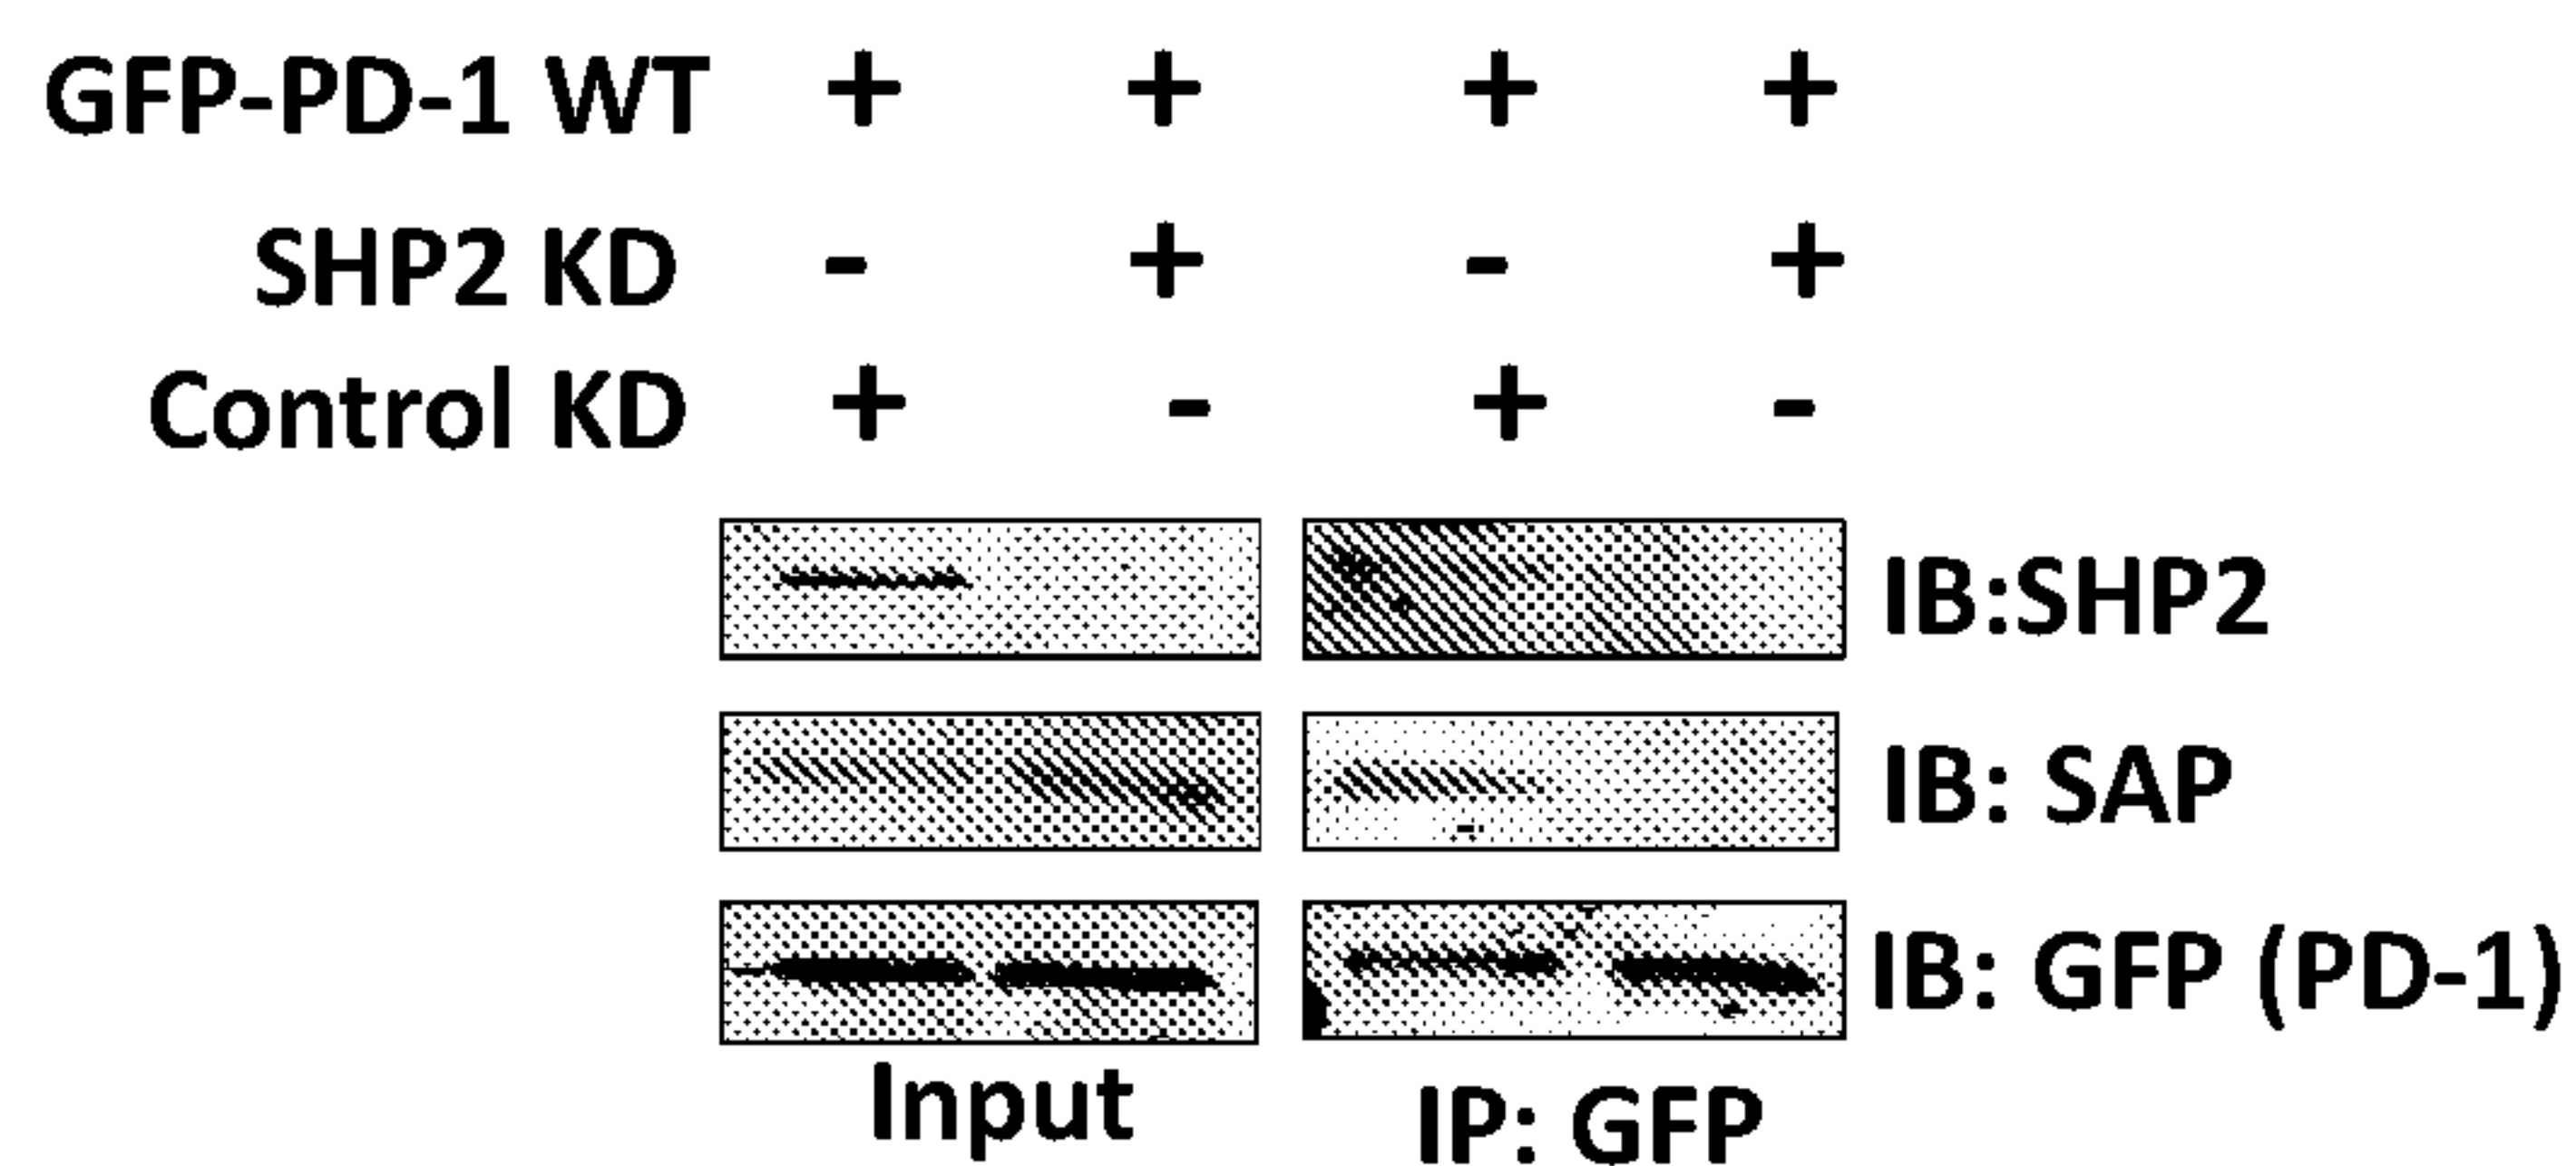 GFP-PD-1 WT + + + +
SHP2 KD - + - +
Control KD + - + -
IB:SHP2
IB: SAP
IB: GFP (PD-1)
Input
IP: GFP